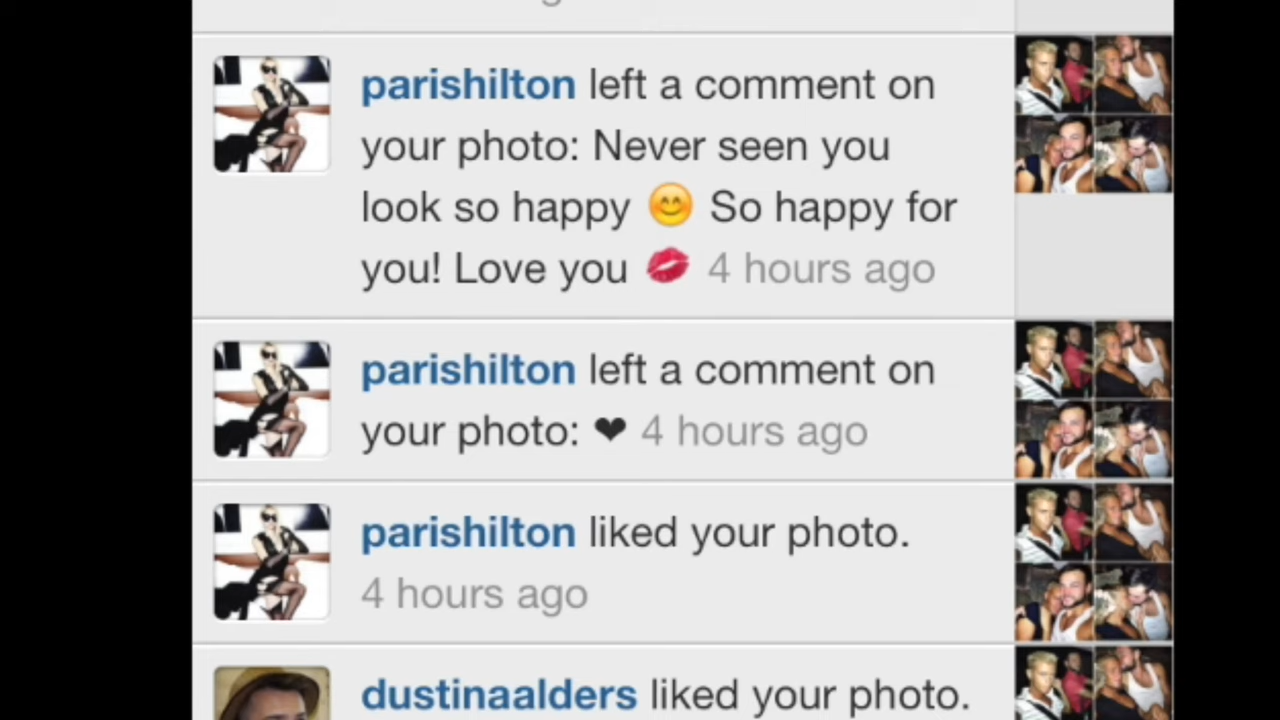 parishilton left a comment on
your photo: Never seen you
look so happy 😊 So happy for
you! Love you 💋 4 hours ago
parishilton left a comment on
your photo: ❤ 4 hours ago
parishilton liked your photo.
4 hours ago
dustinaalders liked your photo.